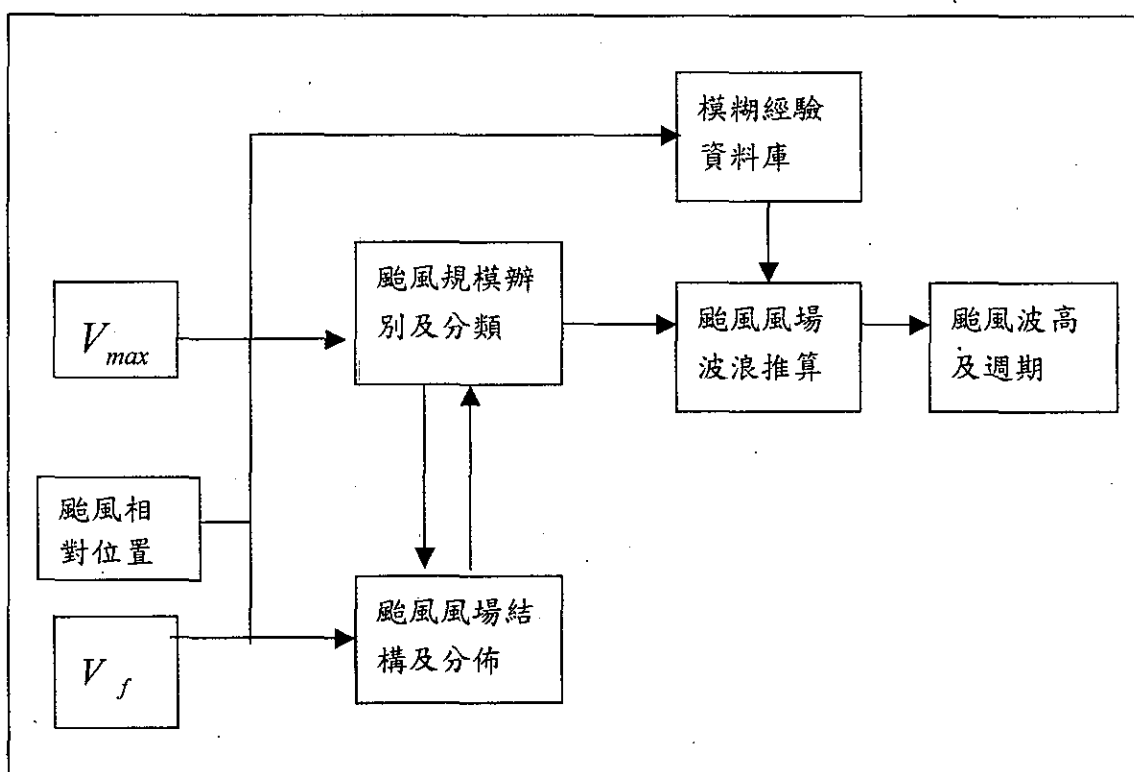 模糊經驗
資料庫
颱風規模辦
別及分類
V_max
颱風風場
波浪推算
颱風波高
及週期
颱風相
對位置
颱風風場結
構及分佈
V_f